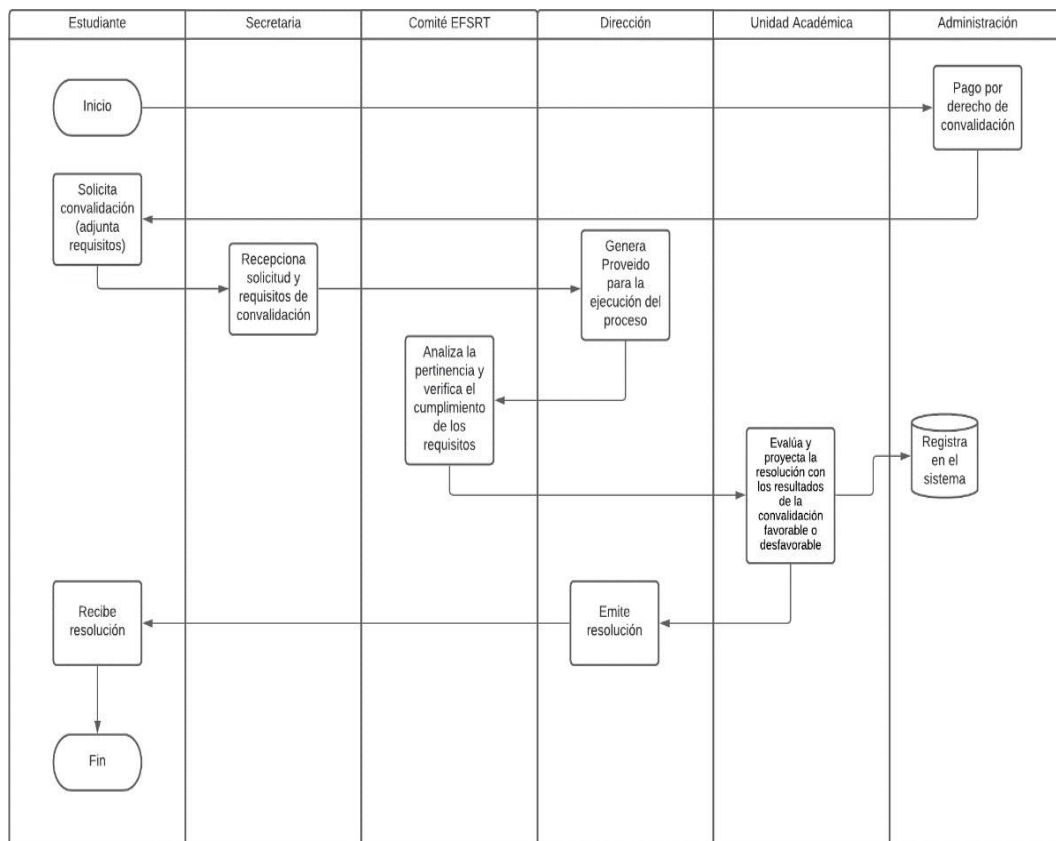 Estudiante
Secretaria
Comité EFSRT
Dirección
Unidad Académica
Administración
Inicio
Pago por
derecho de
convalidación
Solicita
convalidación
(adjunta
requisitos)
Recepciona
solicitud y
requisitos de
convalidación
Genera
Proveido
para la
ejecución del
proceso
Analiza la
pertinencia y
verifica el
cumplimiento
de los
requisitos
Evalúa y
proyecta la
resolución con
los resultados
de la
convalidación
favorable o
desfavorable
Registra
en el
sistema
Emite
resolución
Recibe
resolución
Fin